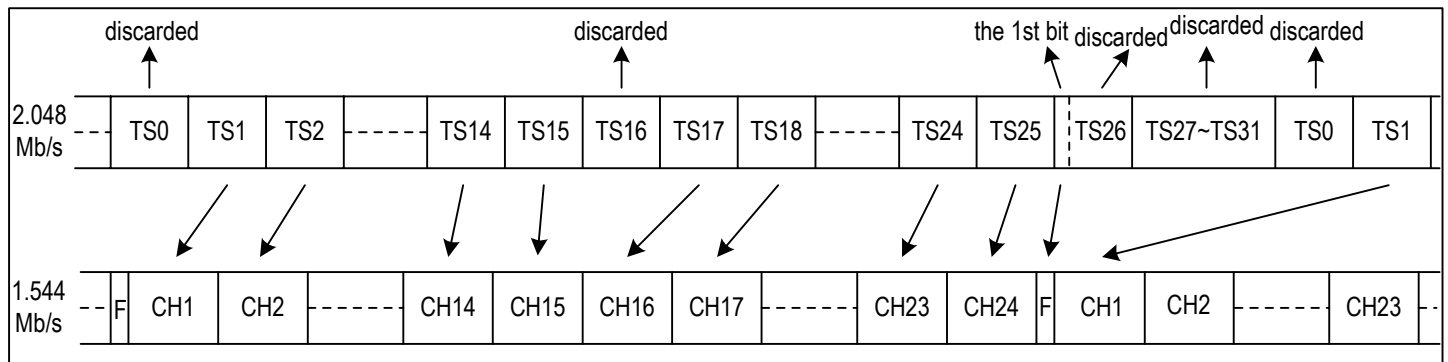 discarded discarded the 1st bit discarded discarded discarded
2.048 Mb/s
TS0 TS1 TS2 TS14 TS15 TS16 TS17 TS18 TS24 TS25 TS26 TS27~TS31 TS0 TS1
1.544 Mb/s
F CH1 CH2 CH14 CH15 CH16 CH17 CH23 CH24 F CH1 CH2 CH23